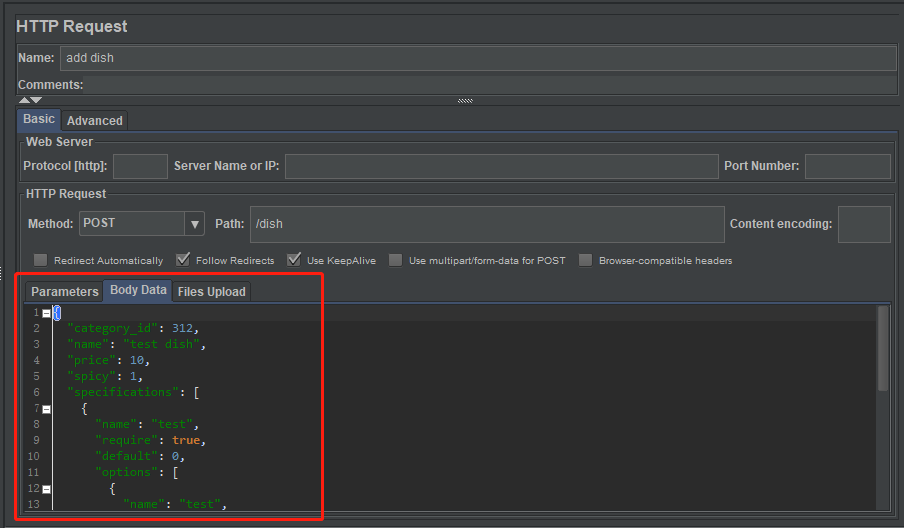 HTTP Request
Name: add dish
Comments:
Basic Advanced
Web Server
Protocol [http]: Server Name or IP: Port Number:
HTTP Request
Method: POST Path: /dish Content encoding:
Redirect Automatically Follow Redirects Use KeepAlive Use multipart/form-data for POST Browser-compatible headers
Parameters Body Data Files Upload
1 {
2 "category_id": 312,
3 "name": "test dish",
4 "price": 10,
5 "spicy": 1,
6 "specifications": [
7 {
8 "name": "test",
9 "require": true,
10 "default": 0,
11 "options": [
12 {
13 "name": "test",